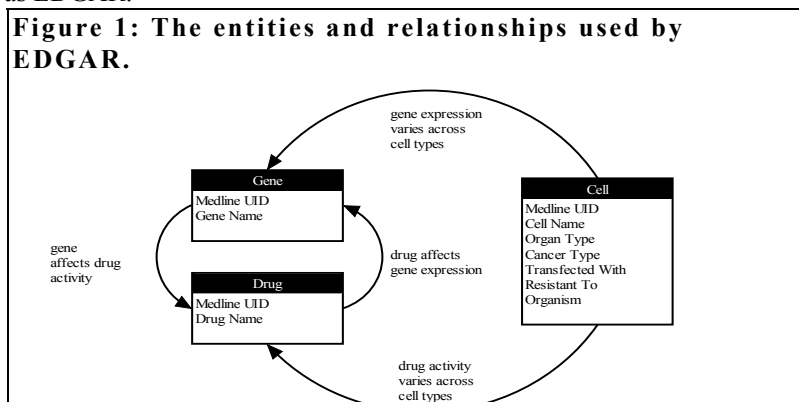 as EDGAR.
Figure 1: The entities and relationships used by
EDGAR.
gene expression
varies across
cell types
Gene
Medline UID
Gene Name
Cell
Medline UID
Cell Name
Organ Type
Cancer Type
Transfected With
Resistant To
Organism
gene
affects drug
activity
drug affects
gene expression
Drug
Medline UID
Drug Name
drug activity
varies across
cell types